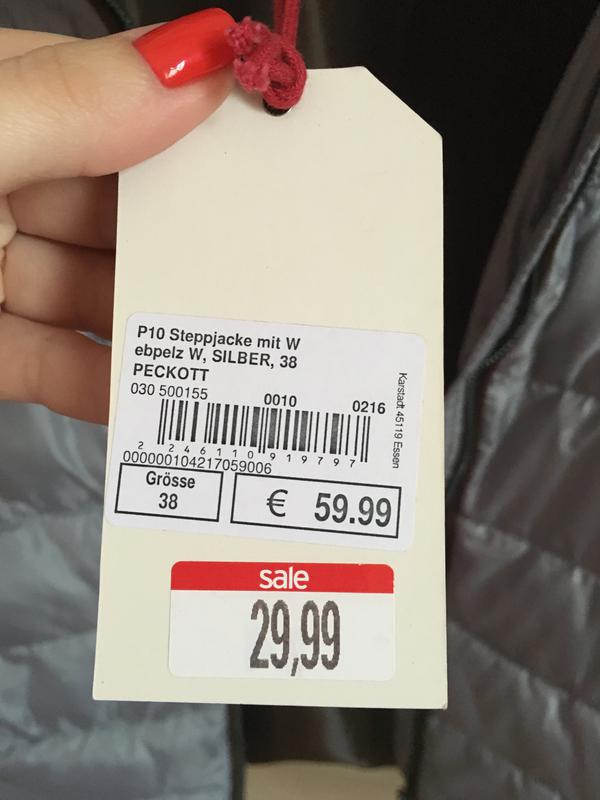 P10 Steppjacke mit W
ebpelz W, SILBER, 38
PECKOTT
030 500155
0010
0216
Karstadt 45119 Essen
2 246110 919797
000000104217059006
Grösse
38
€ 59.99
sale
29,99